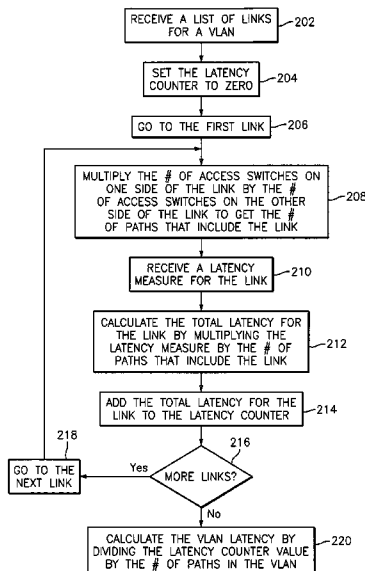 RECEIVE A LIST OF LINKS
FOR A VLAN
202
SET THE LATENCY
COUNTER TO ZERO
204
GO TO THE FIRST LINK
206
MULTIPLY THE # OF ACCESS SWITCHES ON
ONE SIDE OF THE LINK BY THE #
OF ACCESS SWITCHES ON THE OTHER
SIDE OF THE LINK TO GET THE #
OF PATHS THAT INCLUDE THE LINK
208
RECEIVE A LATENCY
MEASURE FOR THE LINK
210
CALCULATE THE TOTAL LATENCY FOR
THE LINK BY MULTIPLYING THE
LATENCY MEASURE BY THE # OF
PATHS THAT INCLUDE THE LINK
212
ADD THE TOTAL LATENCY FOR THE
LINK TO THE LATENCY COUNTER
214
218
GO TO THE
NEXT LINK
Yes
216
MORE LINKS?
No
CALCULATE THE VLAN LATENCY BY
DIVIDING THE LATENCY COUNTER VALUE
BY THE # OF PATHS IN THE VLAN
220